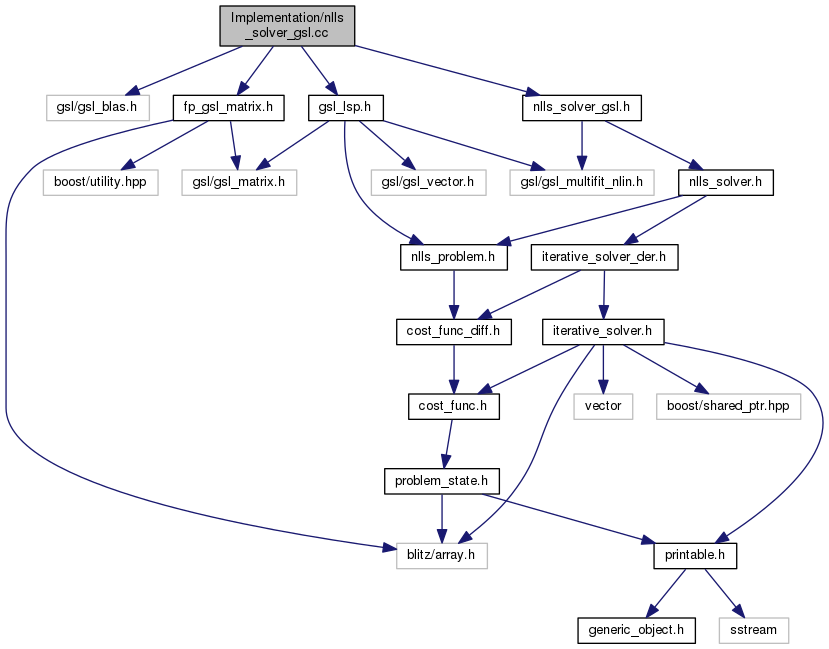 Implementation/nlls
_solver_gsl.cc
gsl/gsl_blas.h
fp_gsl_matrix.h
gsl_lsp.h
nlls_solver_gsl.h
boost/utility.hpp
gsl/gsl_matrix.h
gsl/gsl_vector.h
gsl/gsl_multifit_nlin.h
nlls_solver.h
nlls_problem.h
iterative_solver_der.h
cost_func_diff.h
iterative_solver.h
cost_func.h
vector
boost/shared_ptr.hpp
problem_state.h
blitz/array.h
printable.h
generic_object.h
sstream